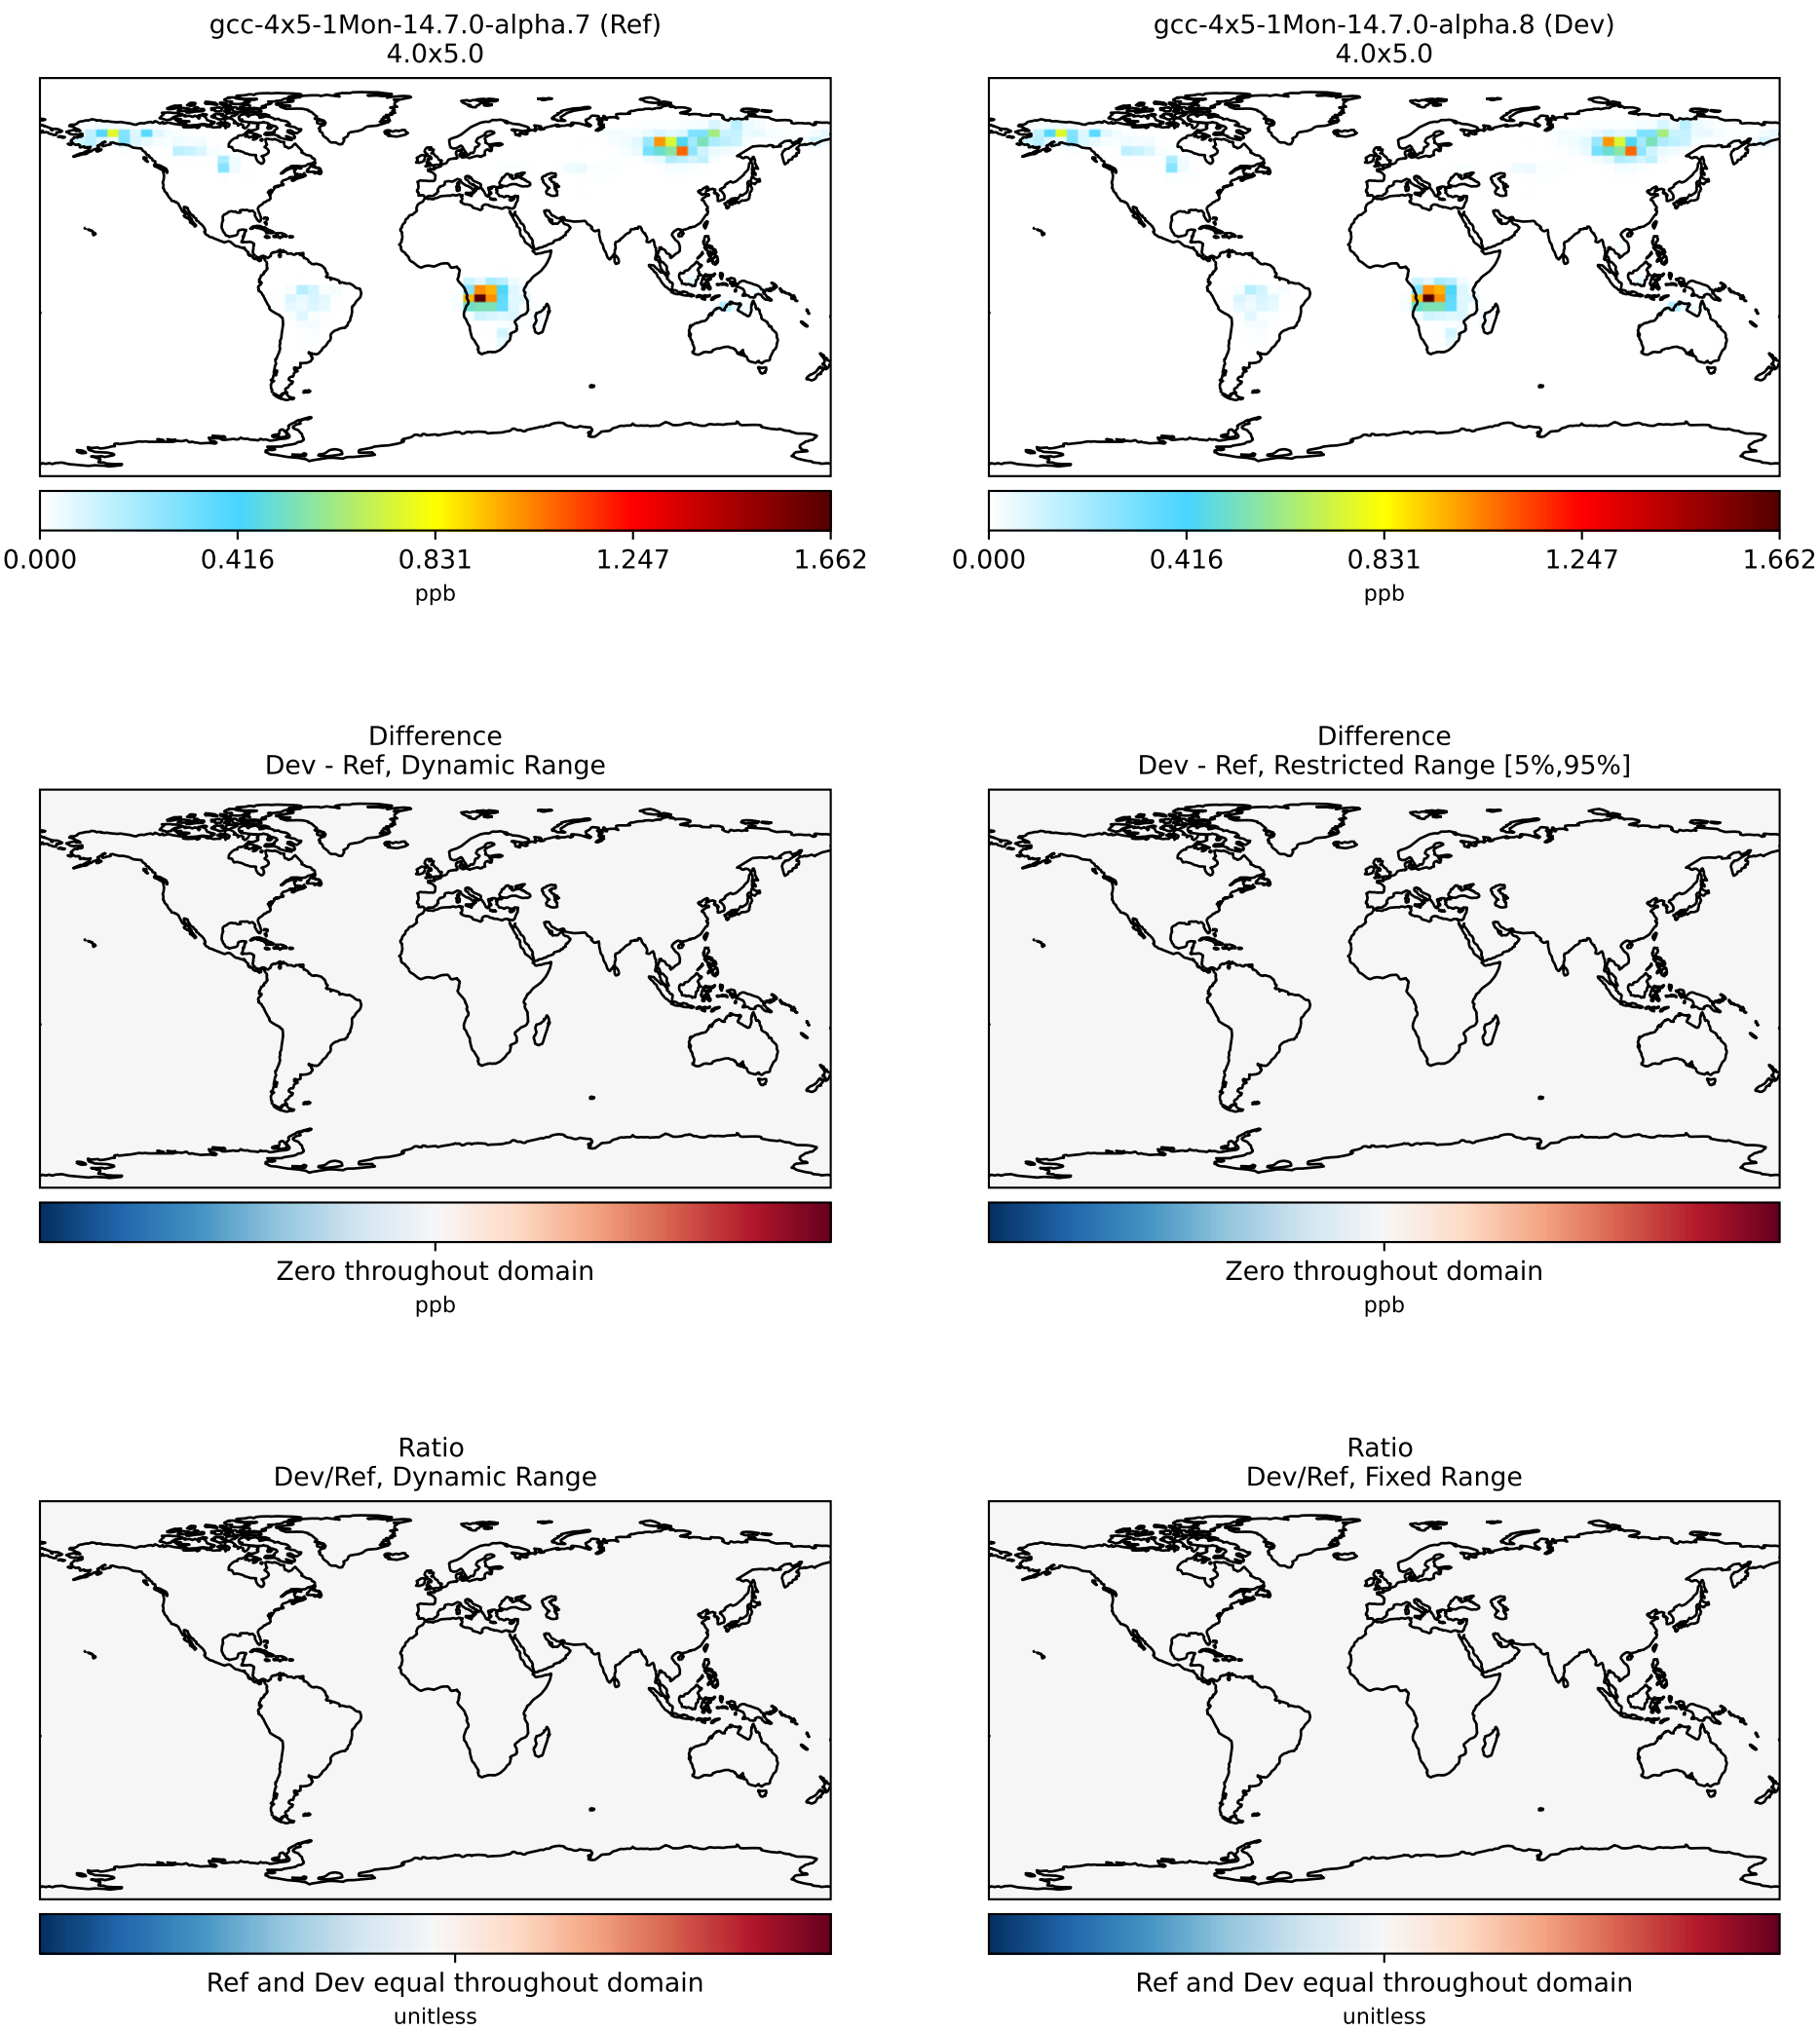 gcc-4x5-1Mon-14.7.0-alpha.7 (Ref)
4.0x5.0
gcc-4x5-1Mon-14.7.0-alpha.8 (Dev)
4.0x5.0
0.000 0.416 0.831 1.247 1.662
ppb
0.000 0.416 0.831 1.247 1.662
ppb
Difference
Dev - Ref, Dynamic Range
Difference
Dev - Ref, Restricted Range [5%,95%]
Zero throughout domain
ppb
Zero throughout domain
ppb
Ratio
Dev/Ref, Dynamic Range
Ratio
Dev/Ref, Fixed Range
Ref and Dev equal throughout domain
unitless
Ref and Dev equal throughout domain
unitless